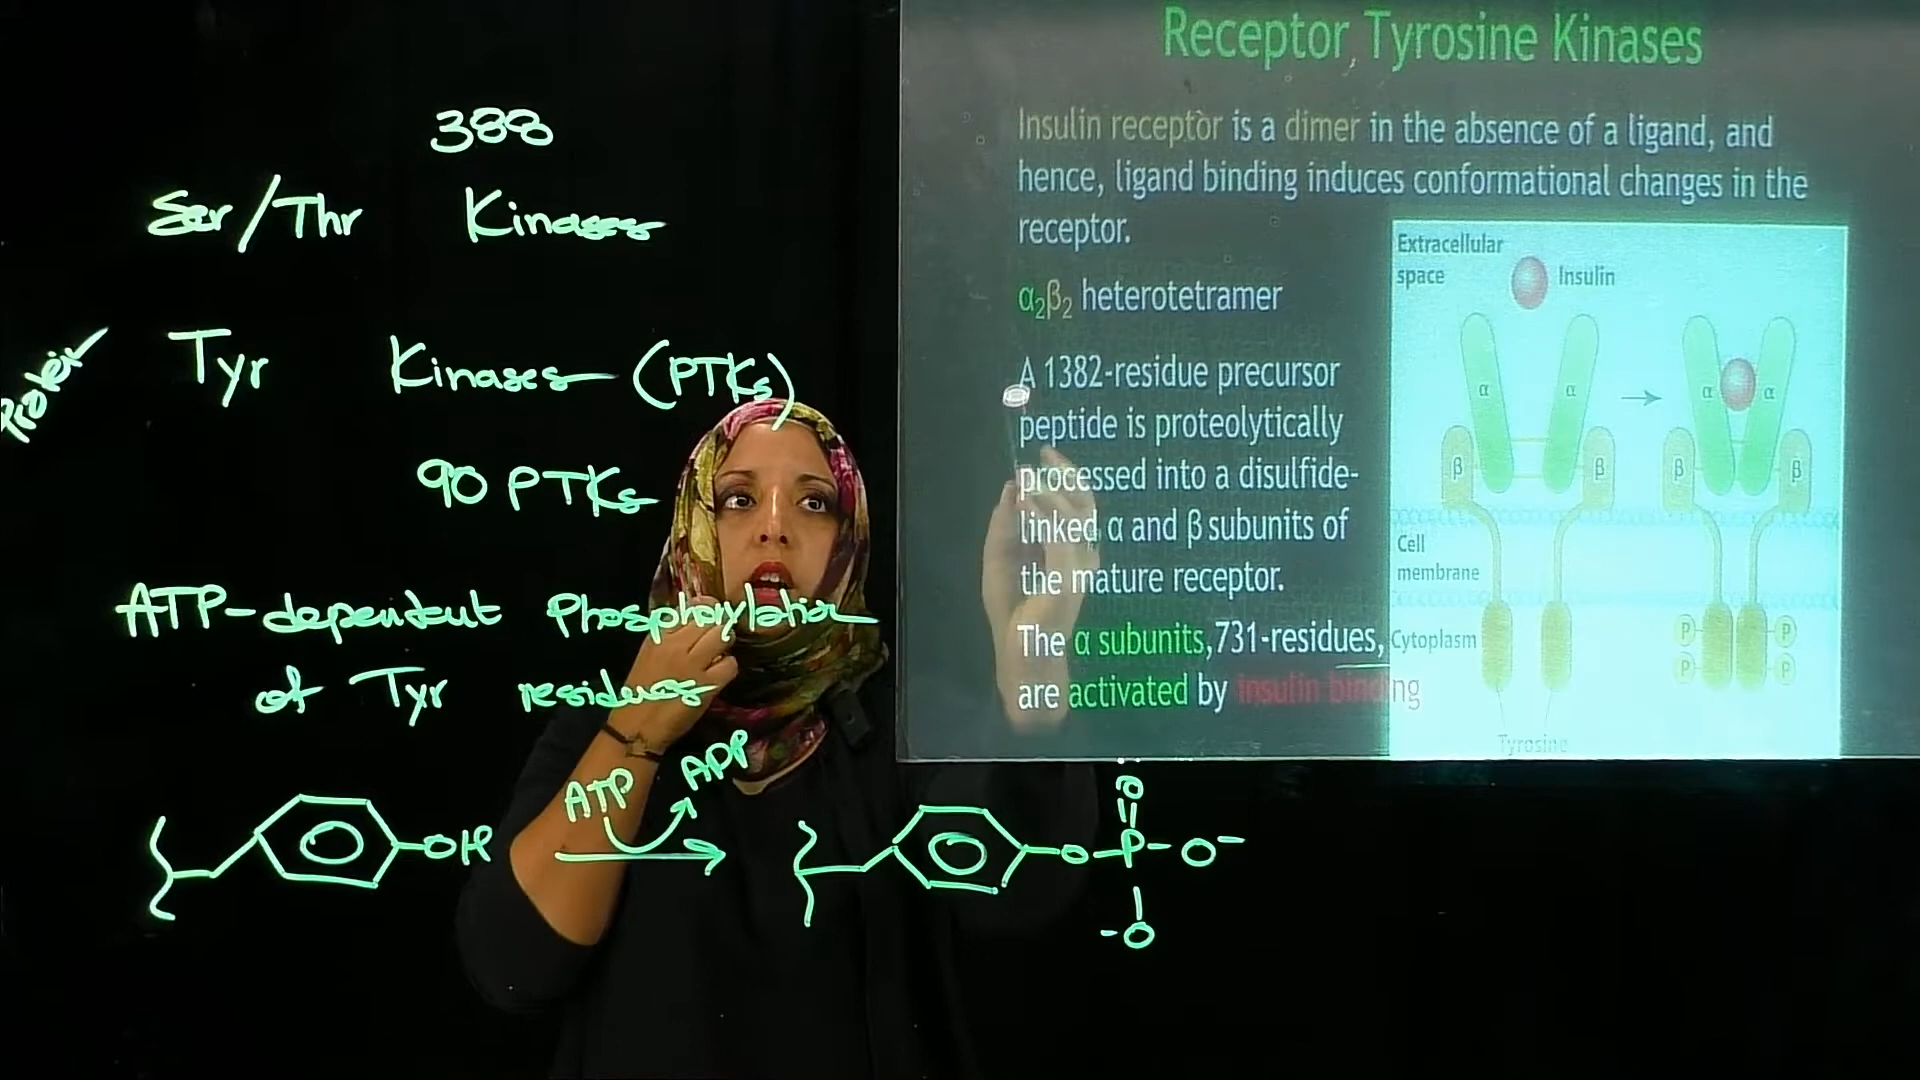 388
Ser/Thr Kinases
Protein
Tyr Kinases (PTKs)
90 PTKs
ATP-dependent Phosphorylation
of Tyr residues
ATP ADP
OH
O
O-P-O-
-O
Receptor Tyrosine Kinases
Insulin receptor is a dimer in the absence of a ligand, and
hence, ligand binding induces conformational changes in the
receptor.
α2β2 heterotetramer
A 1382-residue precursor
peptide is proteolytically
processed into a disulfide-
linked α and β subunits of
the mature receptor.
The α subunits,731-residues,
are activated by insulin binding
Extracellular
space
Insulin
α α α α
β β β β
Cell
membrane
Cytoplasm
P P
P P
Tyrosine